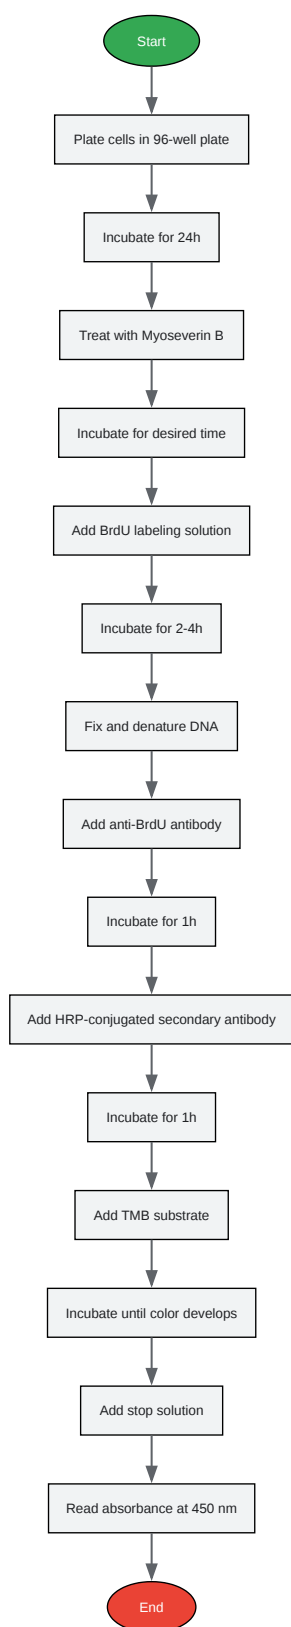 Start
Plate cells in 96-well plate
Incubate for 24h
Treat with Myoseverin B
Incubate for desired time
Add BrdU labeling solution
Incubate for 2-4h
Fix and denature DNA
Add anti-BrdU antibody
Incubate for 1h
Add HRP-conjugated secondary antibody
Incubate for 1h
Add TMB substrate
Incubate until color develops
Add stop solution
Read absorbance at 450 nm
End